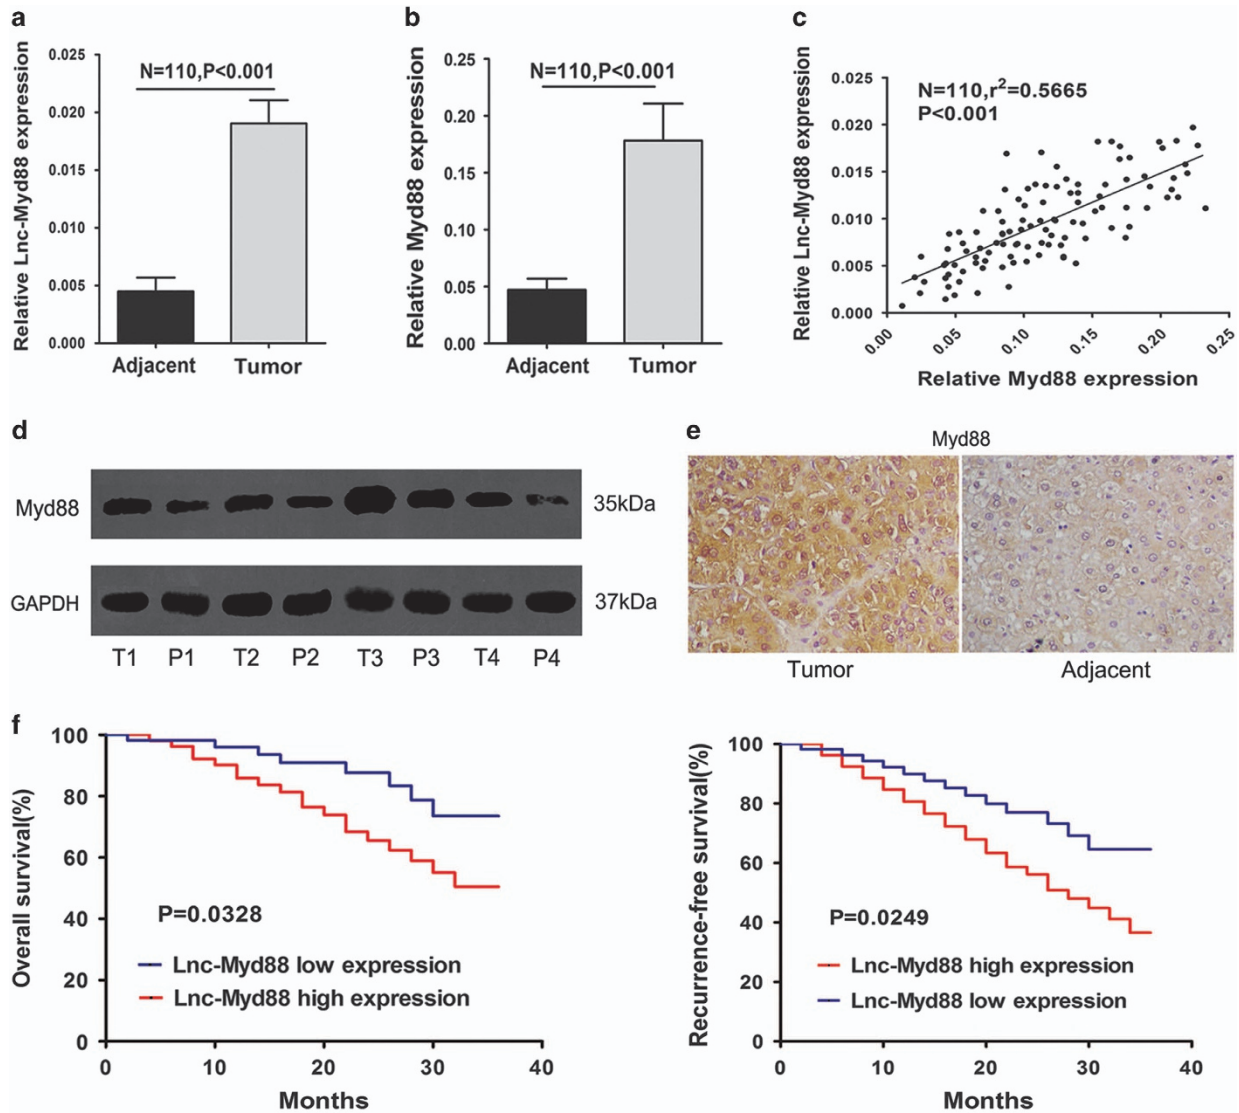 a
Relative Lnc-Myd88 expression
0.025
0.020
0.015
0.010
0.005
0.000
N=110,P<0.001
Adjacent
Tumor
b
Relative Myd88 expression
0.25
0.20
0.15
0.10
0.05
0.00
N=110,P<0.001
Adjacent
Tumor
c
Relative Lnc-Myd88 expression
0.025
0.020
0.015
0.010
0.005
0.000
N=110,r²=0.5665
P<0.001
0.00
0.05
0.10
0.15
0.20
0.25
Relative Myd88 expression
d
Myd88
35kDa
GAPDH
37kDa
T1 P1 T2 P2 T3 P3 T4 P4
e
Myd88
Tumor
Adjacent
f
Overall survival(%)
100
80
60
40
20
0
P=0.0328
Lnc-Myd88 low expression
Lnc-Myd88 high expression
0 10 20 30 40
Months
Recurrence-free survival(%)
100
80
60
40
20
0
P=0.0249
Lnc-Myd88 high expression
Lnc-Myd88 low expression
0 10 20 30 40
Months